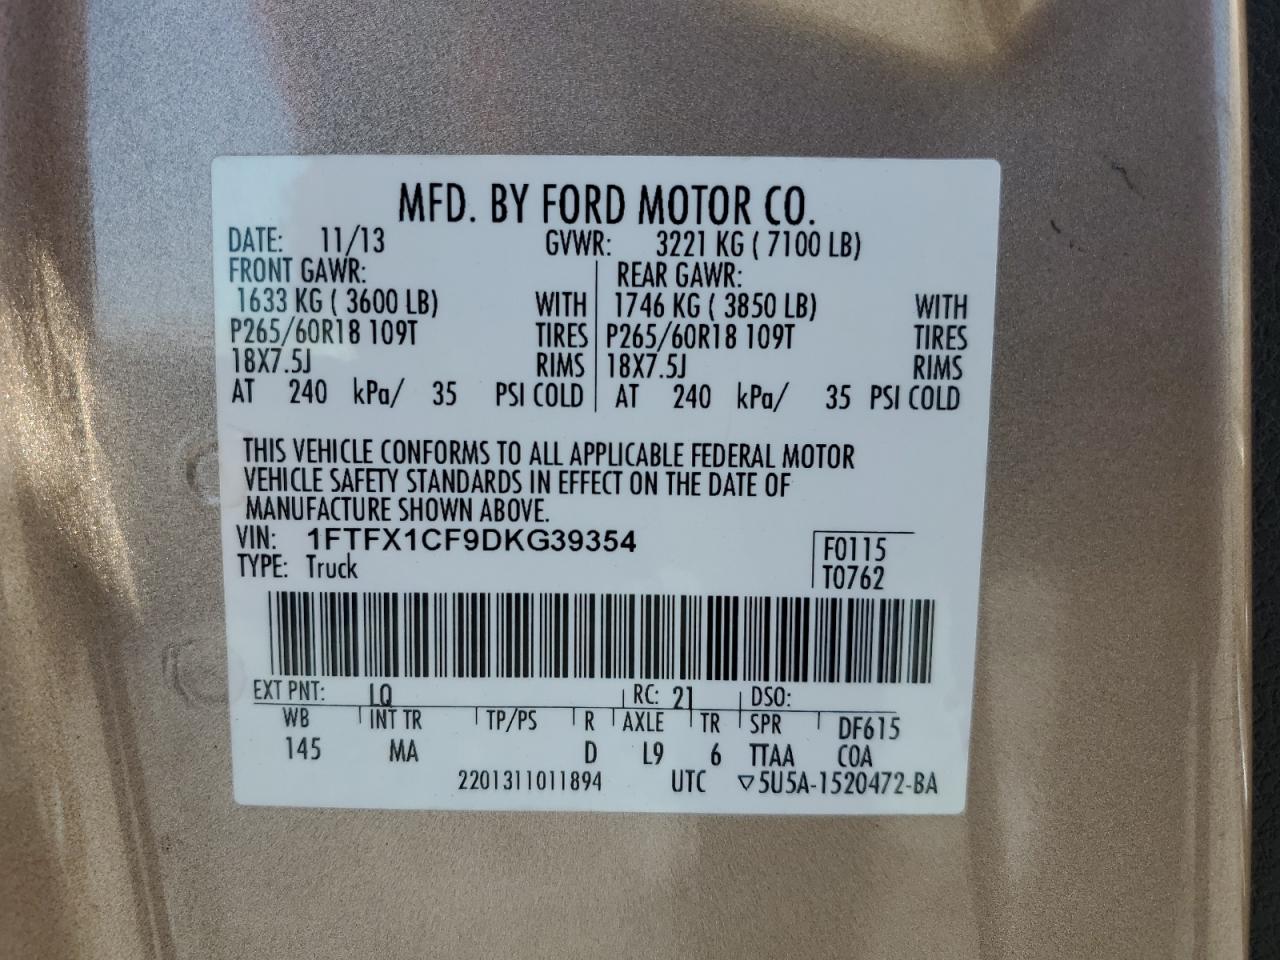 MFD. BY FORD MOTOR CO.
DATE: 11/13 GVWR: 3221 KG ( 7100 LB)
FRONT GAWR: REAR GAWR:
1633 KG ( 3600 LB) WITH 1746 KG ( 3850 LB) WITH
P265/60R18 109T TIRES P265/60R18 109T TIRES
18X7.5J RIMS 18X7.5J RIMS
AT 240 kPa/ 35 PSI COLD AT 240 kPa/ 35 PSI COLD
THIS VEHICLE CONFORMS TO ALL APPLICABLE FEDERAL MOTOR
VEHICLE SAFETY STANDARDS IN EFFECT ON THE DATE OF
MANUFACTURE SHOWN ABOVE.
VIN: 1FTFX1CF9DKG39354 F0115
TYPE: Truck T0762
EXT PNT: LQ RC: 21 DSO:
WB INT TR TP/PS R AXLE TR SPR DF615
145 MA D L9 6 TTAA COA
2201311011894 UTC ▽5U5A-1520472-BA